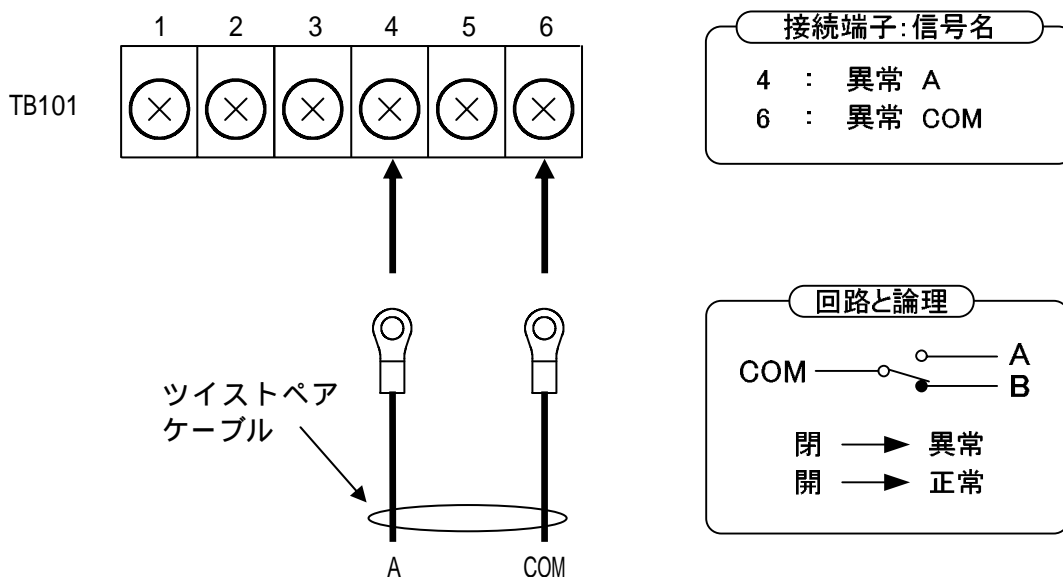 1 2 3 4 5 6
TB101
ツイストペア
ケーブル
A COM
接続端子:信号名
4 : 異常 A
6 : 異常 COM
回路と論理
A
COM
B
閉 → 異常
開 → 正常